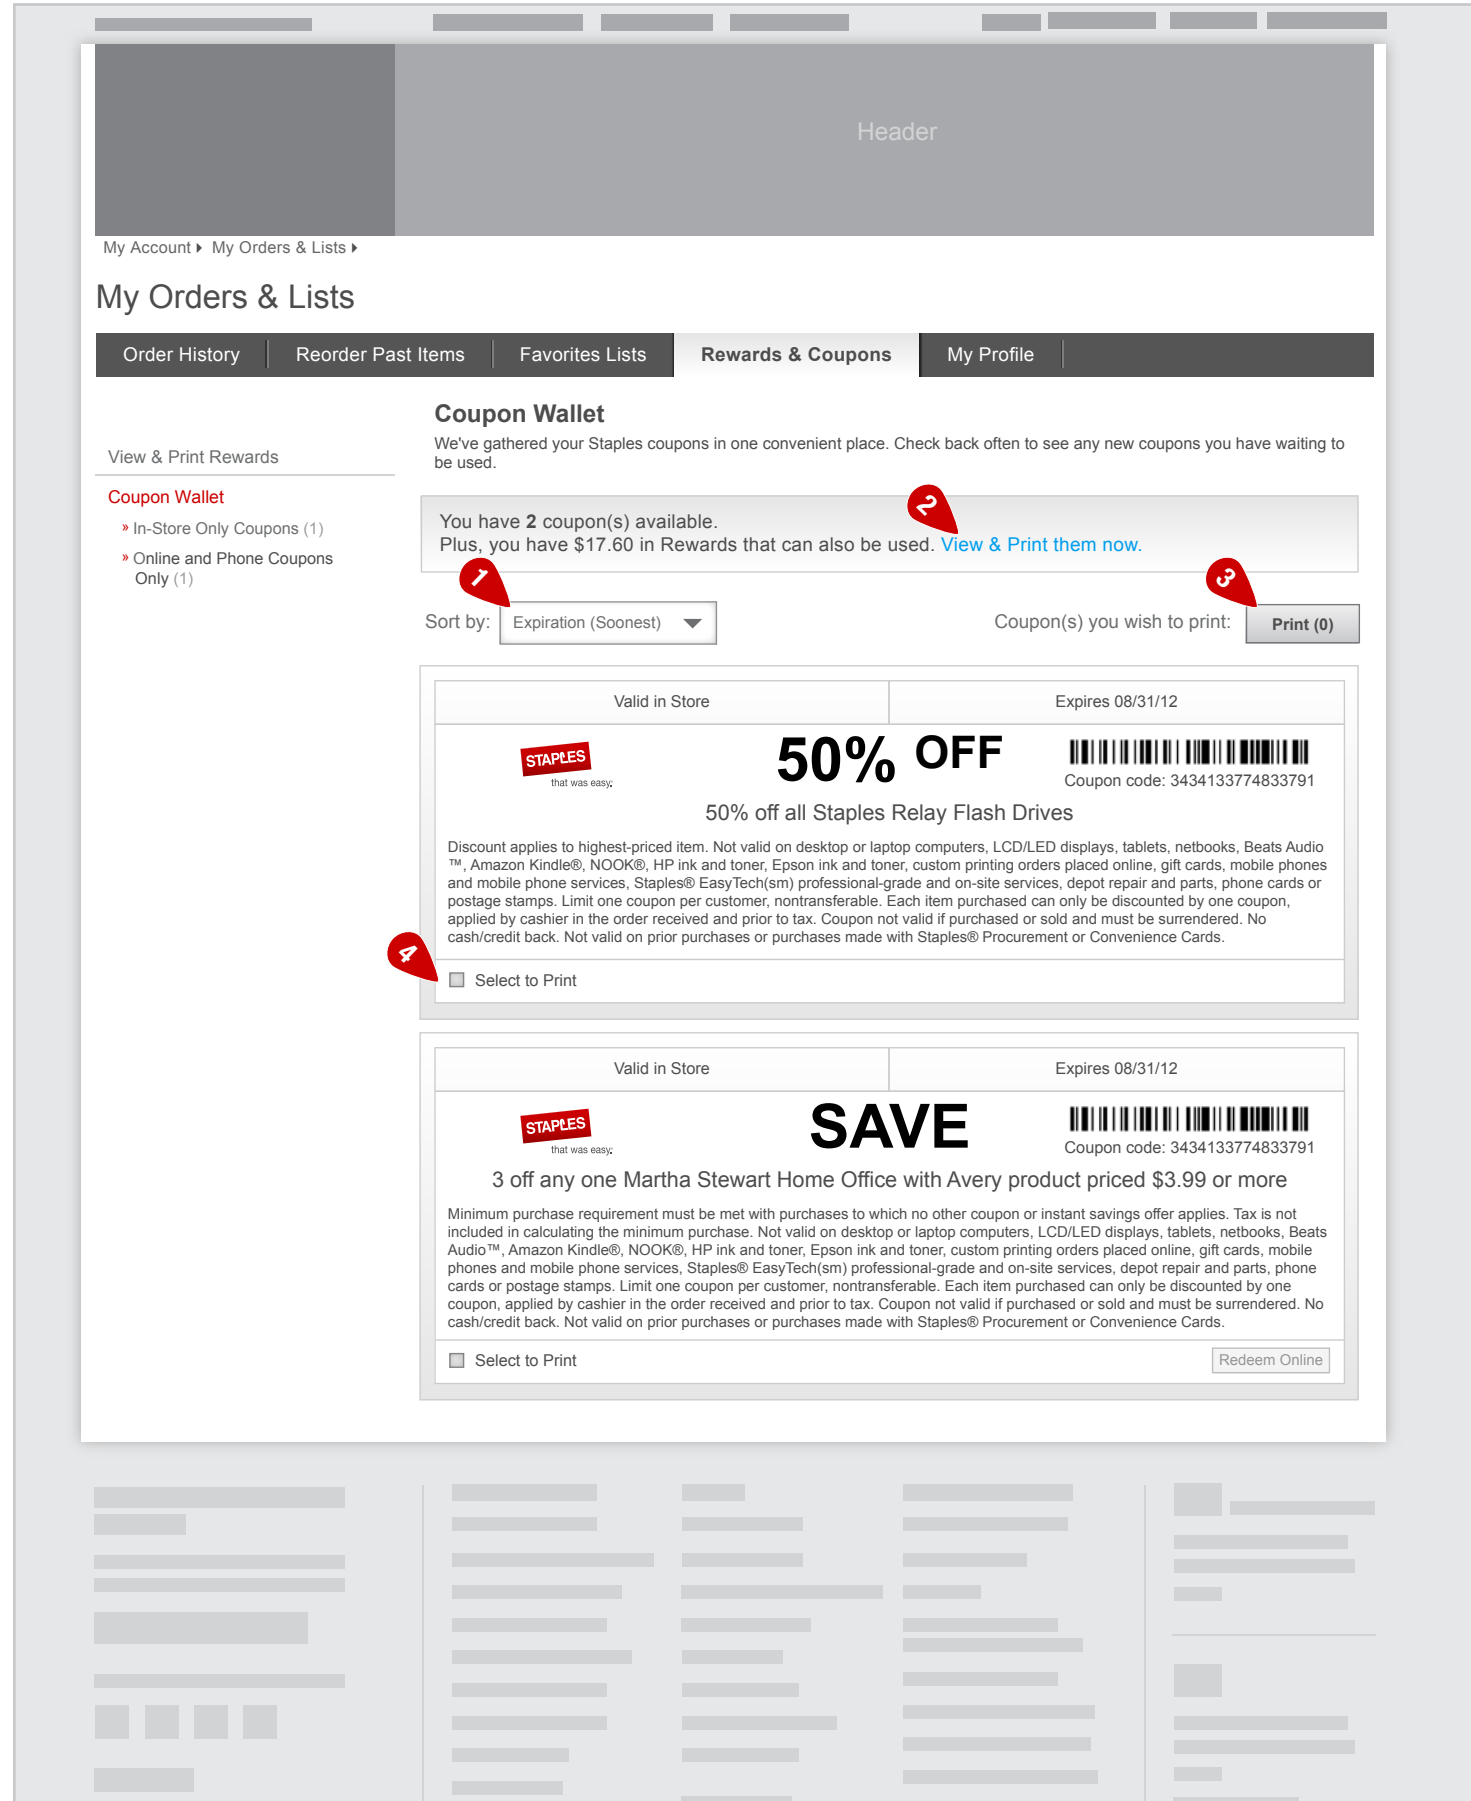 Header
My Account My Orders & Lists
My Orders & Lists
Order History Reorder Past Items Favorites Lists Rewards & Coupons My Profile
View & Print Rewards
Coupon Wallet
» In-Store Only Coupons (1)
» Online and Phone Coupons
Only (1)
Coupon Wallet
We've gathered your Staples coupons in one convenient place. Check back often to see any new coupons you have waiting to
be used.
2
You have 2 coupon(s) available.
Plus, you have $17.60 in Rewards that can also be used. View & Print them now.
1
3
Sort by: Expiration (Soonest)
Coupon(s) you wish to print: Print (0)
Valid in Store Expires 08/31/12
STAPLES
that was easy.
50% OFF
Coupon code: 3434133774833791
50% off all Staples Relay Flash Drives
Discount applies to highest-priced item. Not valid on desktop or laptop computers, LCD/LED displays, tablets, netbooks, Beats Audio
™, Amazon Kindle®, NOOK®, HP ink and toner, Epson ink and toner, custom printing orders placed online, gift cards, mobile phones
and mobile phone services, Staples® EasyTech(sm) professional-grade and on-site services, depot repair and parts, phone cards or
postage stamps. Limit one coupon per customer, nontransferable. Each item purchased can only be discounted by one coupon,
applied by cashier in the order received and prior to tax. Coupon not valid if purchased or sold and must be surrendered. No
cash/credit back. Not valid on prior purchases or purchases made with Staples® Procurement or Convenience Cards.
4
Select to Print
Valid in Store Expires 08/31/12
STAPLES
that was easy.
SAVE
Coupon code: 3434133774833791
3 off any one Martha Stewart Home Office with Avery product priced $3.99 or more
Minimum purchase requirement must be met with purchases to which no other coupon or instant savings offer applies. Tax is not
included in calculating the minimum purchase. Not valid on desktop or laptop computers, LCD/LED displays, tablets, netbooks, Beats
Audio™, Amazon Kindle®, NOOK®, HP ink and toner, Epson ink and toner, custom printing orders placed online, gift cards, mobile
phones and mobile phone services, Staples® EasyTech(sm) professional-grade and on-site services, depot repair and parts, phone
cards or postage stamps. Limit one coupon per customer, nontransferable. Each item purchased can only be discounted by one
coupon, applied by cashier in the order received and prior to tax. Coupon not valid if purchased or sold and must be surrendered. No
cash/credit back. Not valid on prior purchases or purchases made with Staples® Procurement or Convenience Cards.
Select to Print
Redeem Online